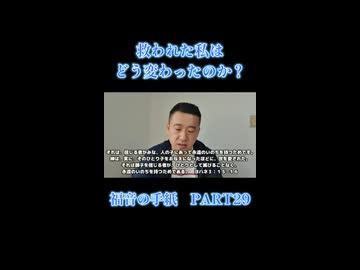 救われた私は
どう変わったのか？
それは、信じる者がみな、人の子にあって永遠のいのちを持つためです。
神は、実に、そのひとり子をお与えになったほどに、世を愛された。
それは御子を信じる者が、ひとりとして滅びることなく、
永遠のいのちを持つためである。ヨハネ３：１５－１６
福音の手紙　PART29